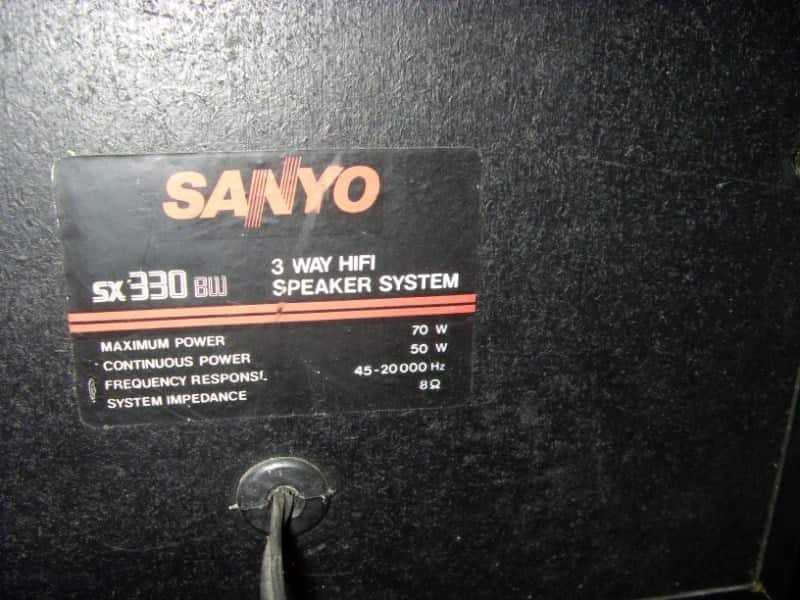 SANYO
SX 330 BW
3 WAY HIFI
SPEAKER SYSTEM
MAXIMUM POWER 70 W
CONTINUOUS POWER 50 W
FREQUENCY RESPONSE 45-20000 Hz
SYSTEM IMPEDANCE 8Ω